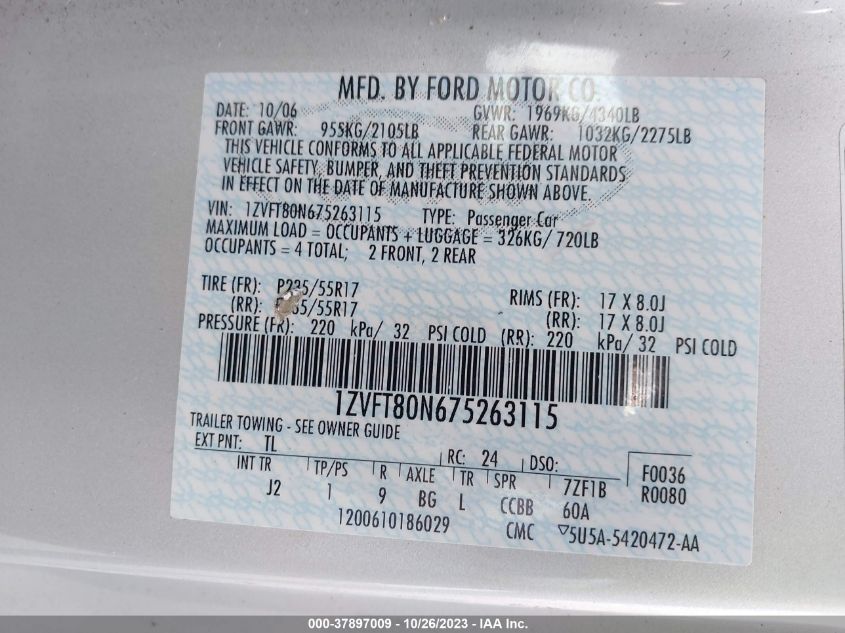 MFD. BY FORD MOTOR CO.
DATE: 10/06 GVWR: 1969KG/4340LB
FRONT GAWR: 955KG/2105LB REAR GAWR: 1032KG/2275LB
THIS VEHICLE CONFORMS TO ALL APPLICABLE FEDERAL MOTOR
VEHICLE SAFETY, BUMPER, AND THEFT PREVENTION STANDARDS
IN EFFECT ON THE DATE OF MANUFACTURE SHOWN ABOVE.
VIN: 1ZVFT80N675263115 TYPE: Passenger Car
MAXIMUM LOAD = OCCUPANTS + LUGGAGE = 326KG/ 720LB
OCCUPANTS = 4 TOTAL; 2 FRONT, 2 REAR
TIRE (FR): P235/55R17 RIMS (FR): 17 X 8.0J
(RR): P235/55R17 (RR): 17 X 8.0J
PRESSURE (FR): 220 kPa/ 32 PSI COLD (RR): 220 kPa/ 32 PSI COLD
1ZVFT80N675263115
TRAILER TOWING - SEE OWNER GUIDE
EXT PNT: TL RC: 24 DSO: F0036
INT TR TP/PS R AXLE TR SPR 7ZF1B R0080
J2 1 9 BG L CCBB 60A
1200610186029 CMC ▽5U5A-5420472-AA
000-37897009 - 10/26/2023 - IAA Inc.